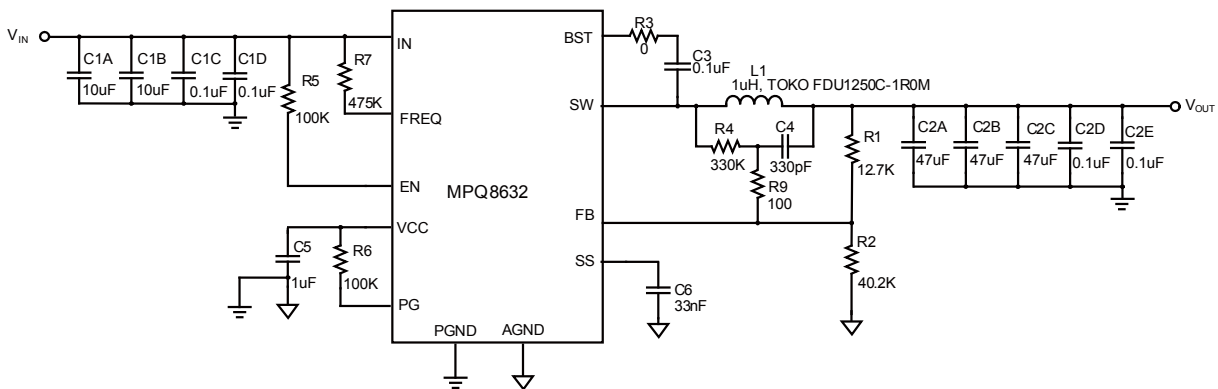 VIN
C1A
10uF
C1B
10uF
C1C
0.1uF
C1D
0.1uF
R5
100K
R7
475K
IN
FREQ
EN
VCC
PG
PGND
AGND
MPQ8632
BST
SW
FB
SS
C5
1uF
R6
100K
R3
0
C3
0.1uF
L1
1uH, TOKO FDU1250C-1R0M
R4
330K
C4
330pF
R9
100
R1
12.7K
R2
40.2K
C6
33nF
C2A
47uF
C2B
47uF
C2C
47uF
C2D
0.1uF
C2E
0.1uF
VOUT